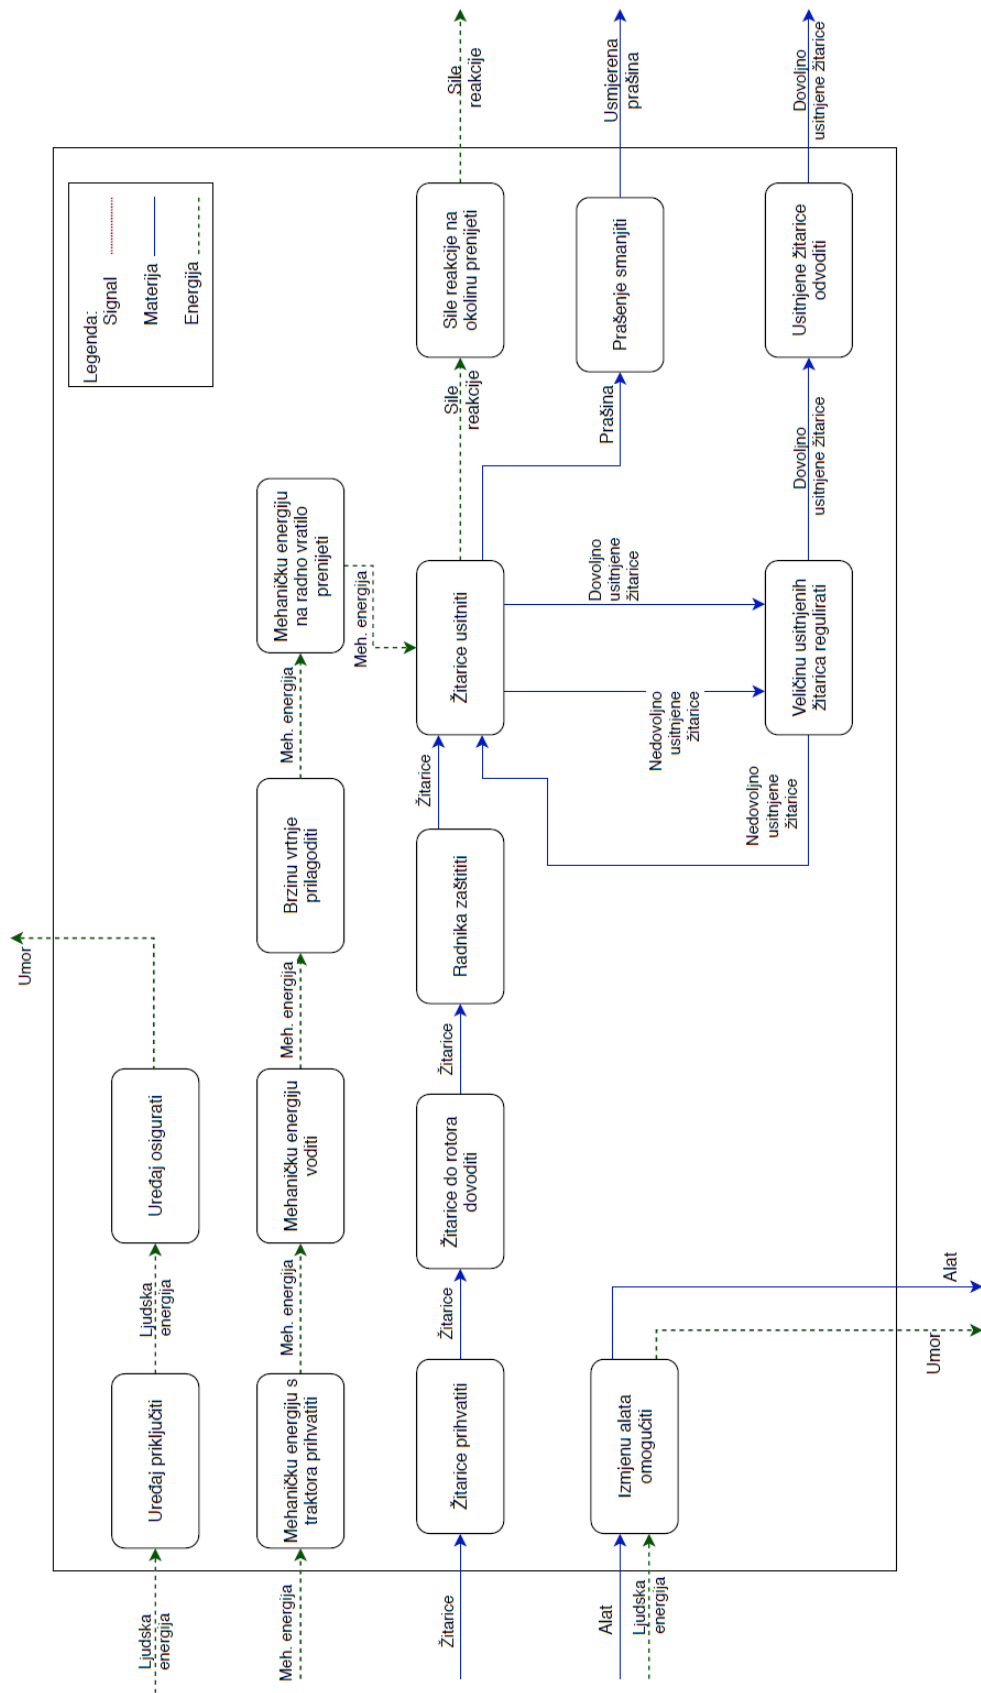 Legenda:
Signal
Materija
Energija
Umor
Ljudska
energija
Uređaj priključiti
Ljudska
energija
Uređaj osigurati
Meh. energija
Mehaničku energiju s
traktora prihvatiti
Meh. energija
Mehaničku energiju
voditi
Meh. energija
Brzinu vrtnje
prilagoditi
Meh. energija
Mehaničku energiju
na radno vratilo
prenijeti
Meh. energija
Žitarice
Žitarice prihvatiti
Žitarice
Žitarice do rotora
dovoditi
Žitarice
Radnika zaštititi
Žitarice
Žitarice usitniti
Sile
reakcije
Sile reakcije na
okolinu prenijeti
Sile
reakcije
Prašina
Prašenje smanjiti
Usmjerena
prašina
Nedovoljno
usitnjene
žitarice
Dovoljno
usitnjene
žitarice
Nedovoljno
usitnjene
žitarice
Veličinu usitnjenih
žitarica regulirati
Dovoljno
usitnjene žitarice
Usitnjene žitarice
odvoditi
Dovoljno
usitnjene žitarice
Alat
Ljudska
energija
Izmjenu alata
omogućiti
Umor
Alat